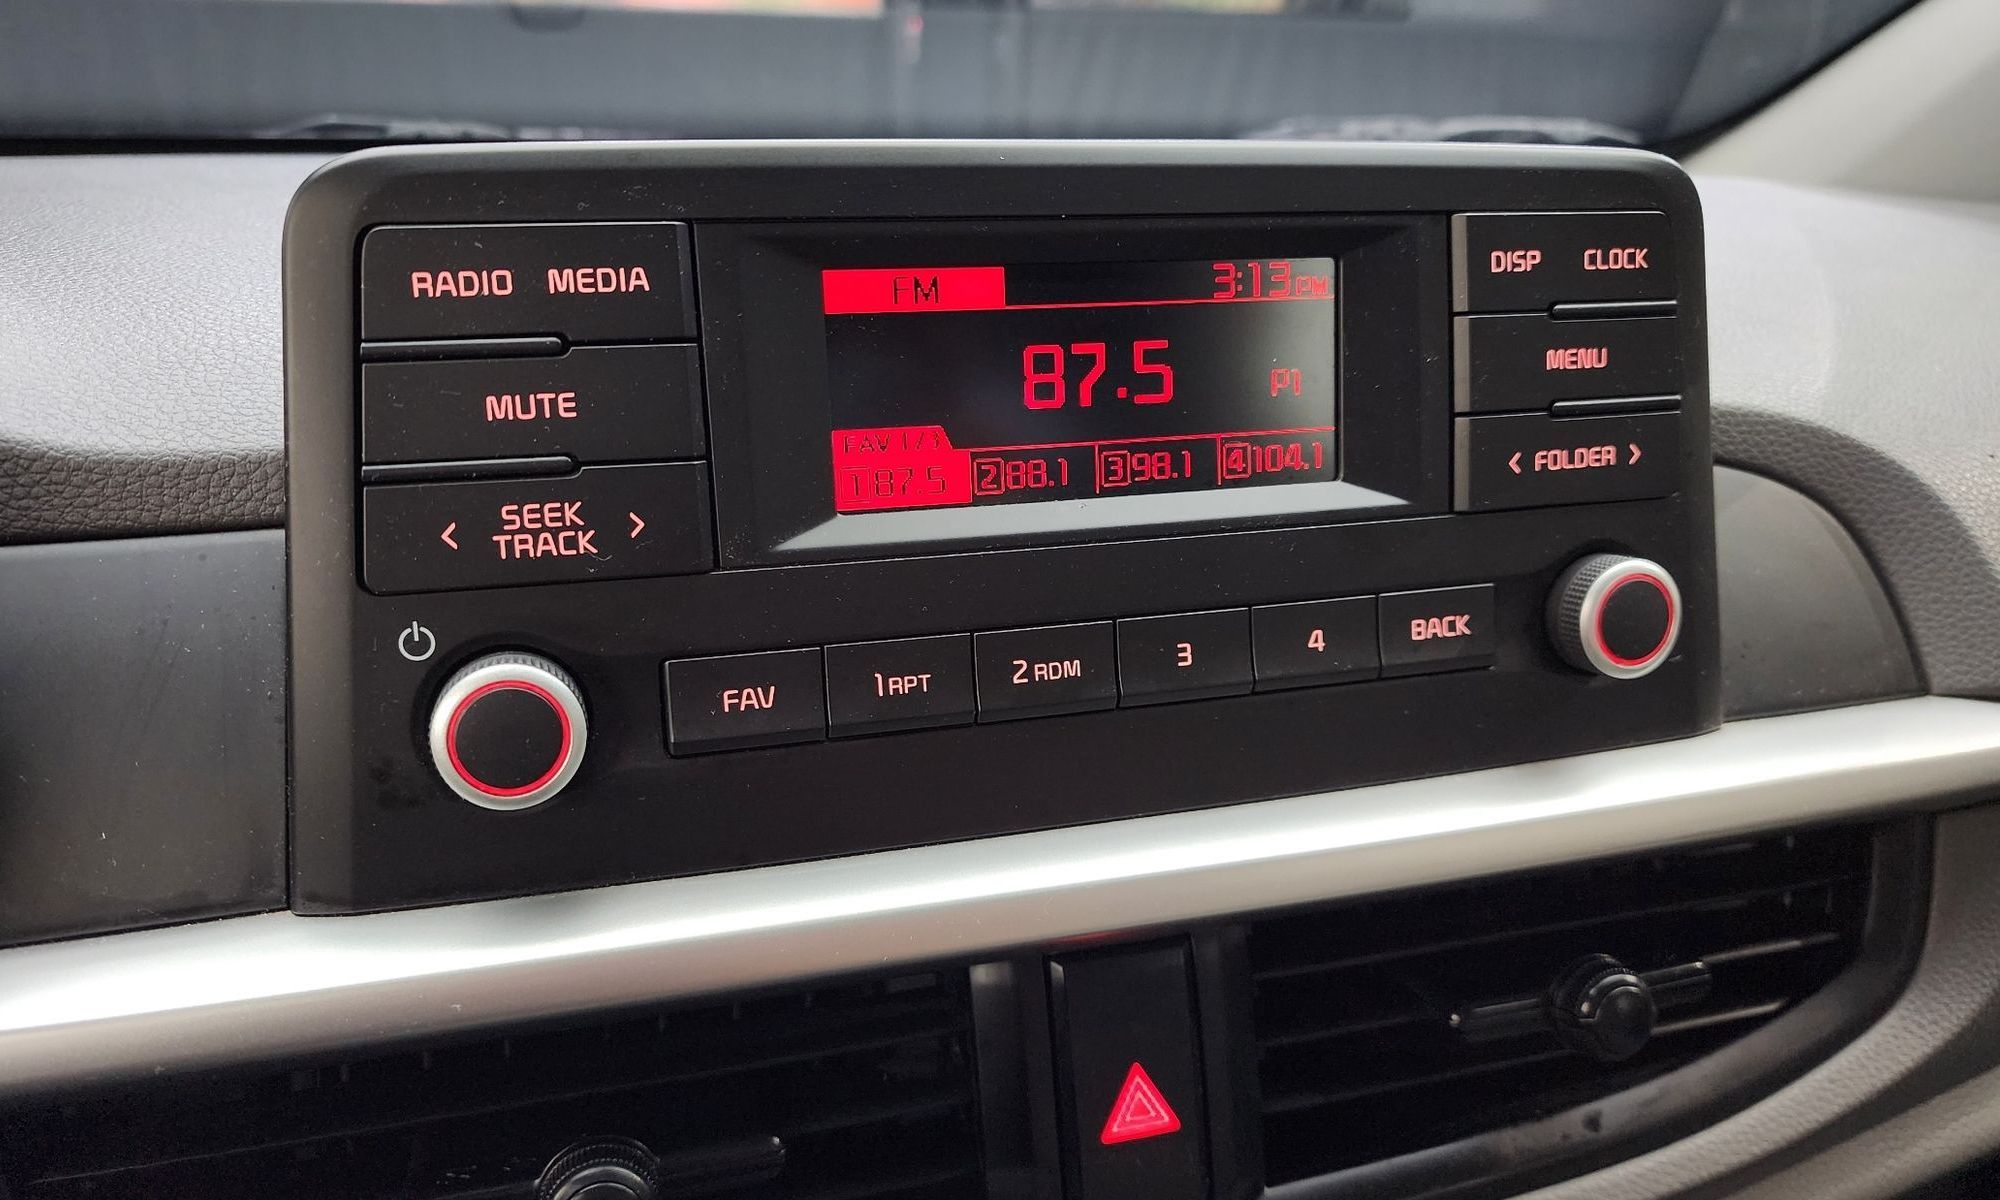 RADIO MEDIA
MUTE
< SEEK >
TRACK
FM 3:13PM
87.5 P1
FAV 1/3
1 87.5 2 88.1 3 98.1 4 104.1
DISP CLOCK
MENU
< FOLDER >
FAV 1 RPT 2 RDM 3 4 BACK